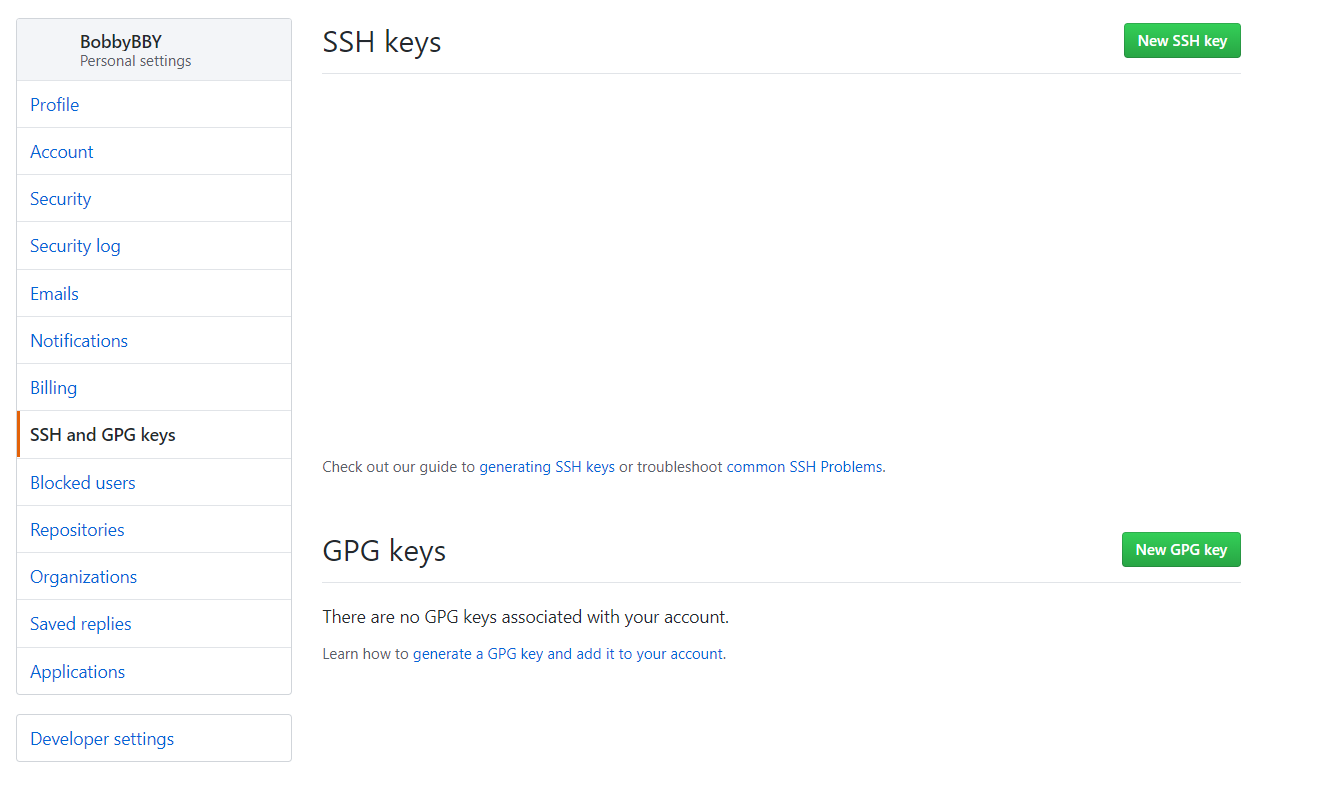 BobbyBBY
Personal settings
Profile
Account
Security
Security log
Emails
Notifications
Billing
SSH and GPG keys
Blocked users
Repositories
Organizations
Saved replies
Applications
Developer settings
SSH keys
New SSH key
Check out our guide to generating SSH keys or troubleshoot common SSH Problems.
GPG keys
New GPG key
There are no GPG keys associated with your account.
Learn how to generate a GPG key and add it to your account.